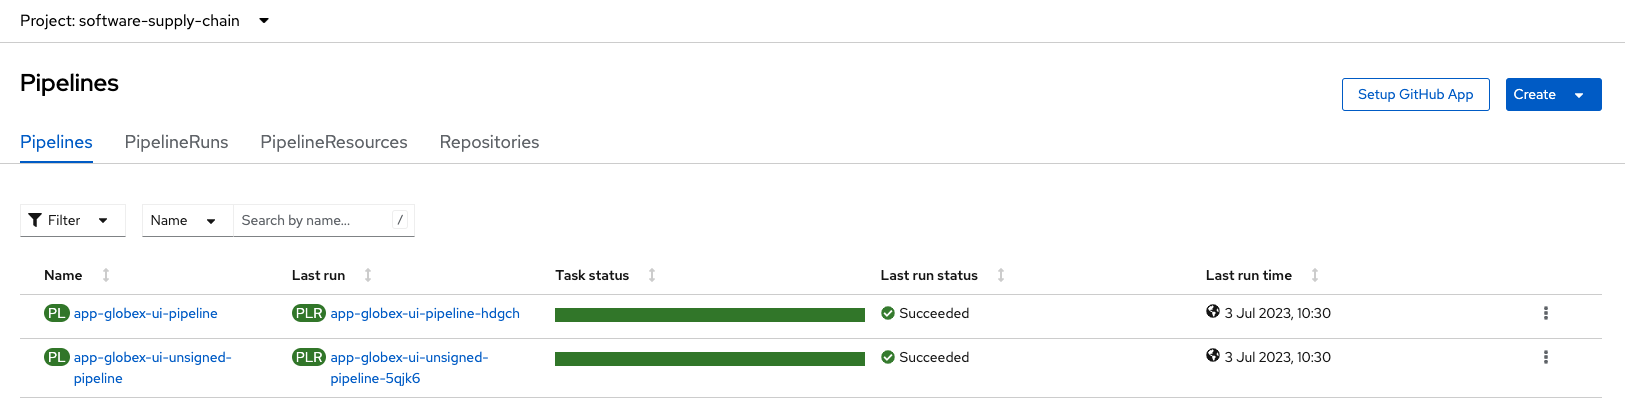 Project: software-supply-chain
Pipelines
Setup GitHub App
Create
Pipelines PipelineRuns PipelineResources Repositories
Filter Name Search by name... /
Name Last run Task status Last run status Last run time
PL app-globex-ui-pipeline PLR app-globex-ui-pipeline-hdgch Succeeded 3 Jul 2023, 10:30
PL app-globex-ui-unsigned- PLR app-globex-ui-unsigned- Succeeded 3 Jul 2023, 10:30
pipeline pipeline-5qjk6